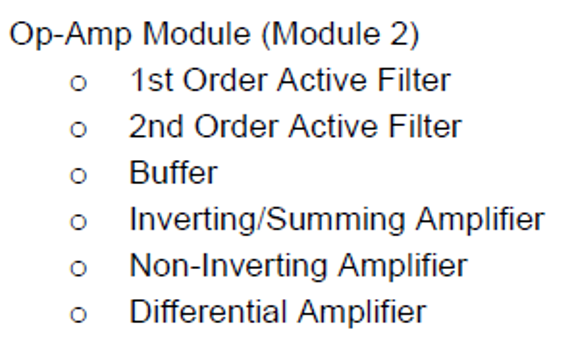 Op-Amp Module (Module 2)
o 1st Order Active Filter
o 2nd Order Active Filter
o Buffer
o Inverting/Summing Amplifier
o Non-Inverting Amplifier
o Differential Amplifier